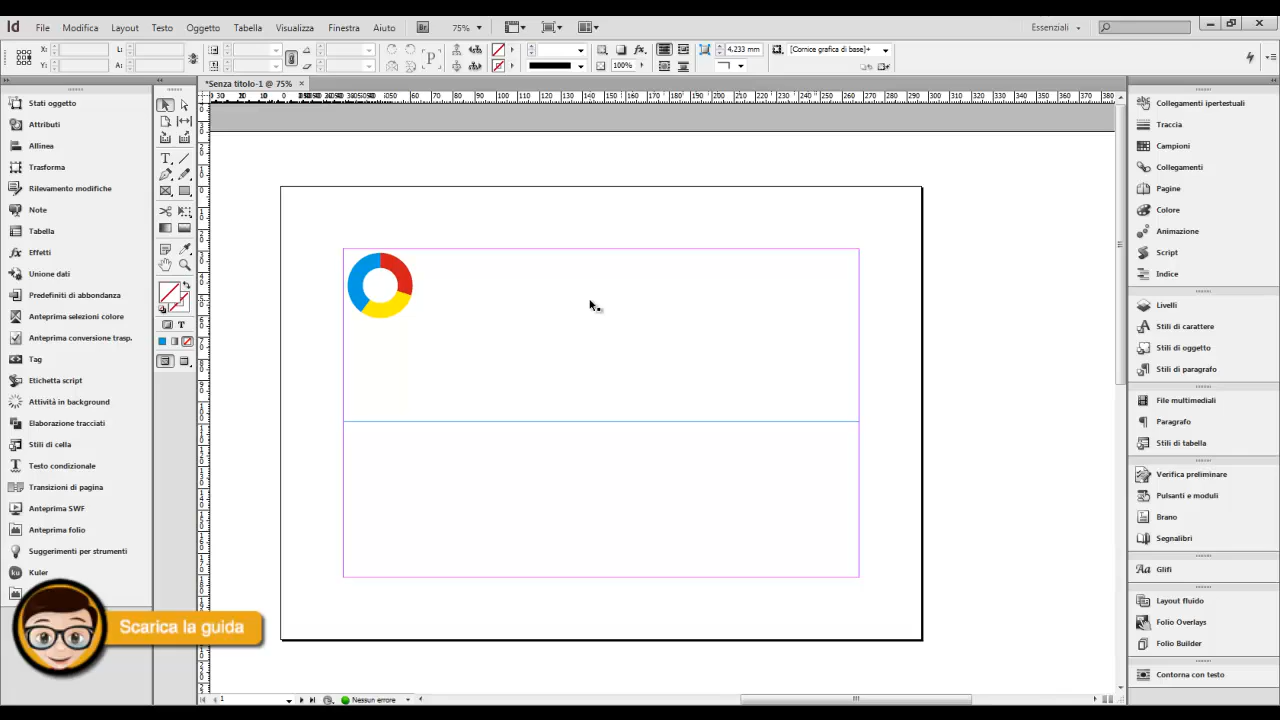 Id File Modifica Layout Testo Oggetto Tabella Visualizza Finestra Aiuto Br 75% Essenziali
X: L: 4,233 mm [Cornice grafica di base]+
Y: A: P fx 100%
*Senza titolo-1 @ 75% ×
Stati oggetto
Attributi
Allinea
Trasforma
Rilevamento modifiche
Note
Tabella
Effetti
Unione dati
Predefiniti di abbondanza
Anteprima selezioni colore
Anteprima conversione trasp.
Tag
Etichetta script
Attività in background
Elaborazione tracciati
Stili di cella
Testo condizionale
Transizioni di pagina
Anteprima SWF
Anteprima folio
Suggerimenti per strumenti
ku Kuler
Scarica la guida
Collegamenti ipertestuali
Traccia
Campioni
Collegamenti
Pagine
Colore
Animazione
Script
Indice
Livelli
Stili di carattere
Stili di oggetto
Stili di paragrafo
File multimediali
Paragrafo
Stili di tabella
Verifica preliminare
Pulsanti e moduli
Brano
Segnalibri
Aa Glifi
Layout fluido
Folio Overlays
Folio Builder
Contorna con testo
1 Nessun errore